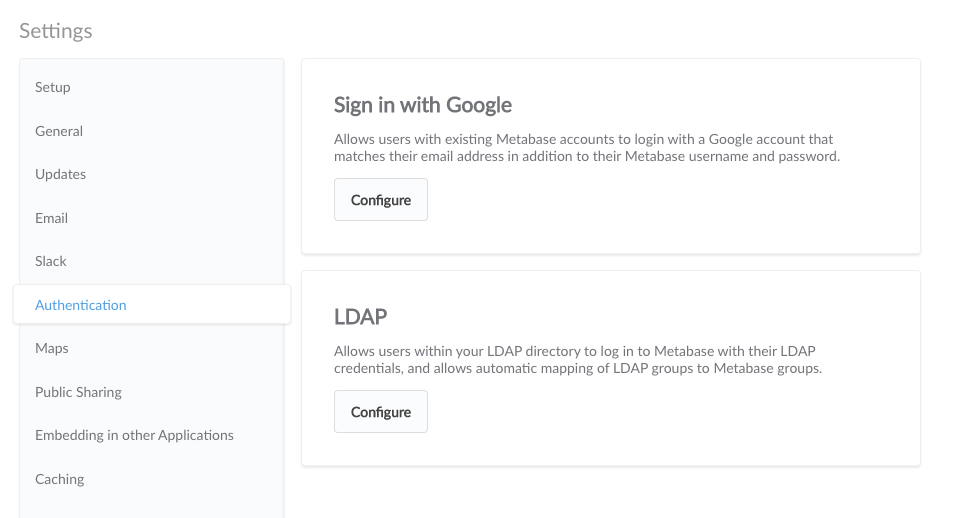 Settings
Setup
General
Updates
Email
Slack
Authentication
Maps
Public Sharing
Embedding in other Applications
Caching
Sign in with Google
Allows users with existing Metabase accounts to login with a Google account that
matches their email address in addition to their Metabase username and password.
Configure
LDAP
Allows users within your LDAP directory to log in to Metabase with their LDAP
credentials, and allows automatic mapping of LDAP groups to Metabase groups.
Configure